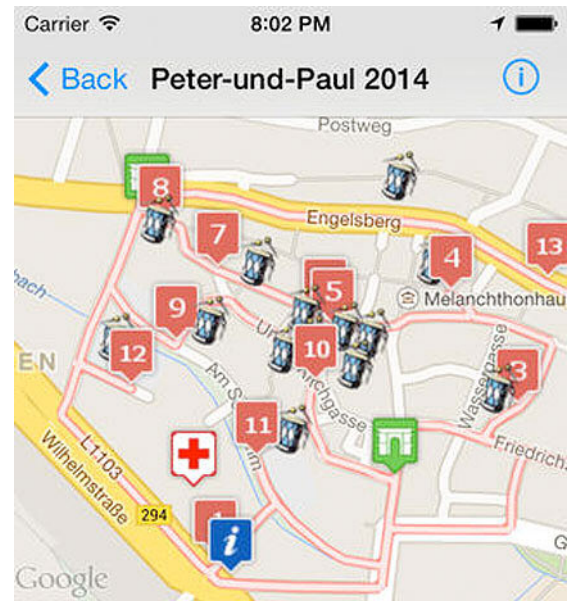 Carrier 8:02 PM
Back Peter-und-Paul 2014
Postweg
8
Engelsberg
7
4
13
5
Melanchthonhau
9
10
12
EN
3
Wassergasse
11
Friedrich
L1103
Wilhelmstraße
294
i
Google
G